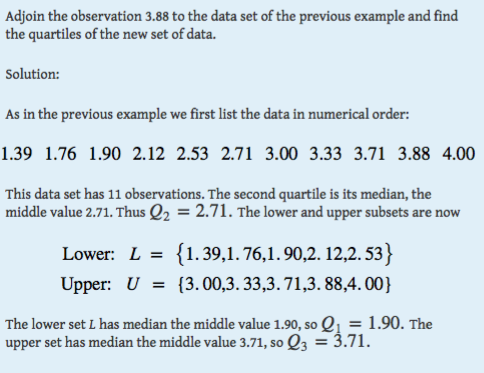 Adjoin the observation 3.88 to the data set of the previous example and find
the quartiles of the new set of data.
Solution:
As in the previous example we first list the data in numerical order:
1.39 1.76 1.90 2.12 2.53 2.71 3.00 3.33 3.71 3.88 4.00
This data set has 11 observations. The second quartile is its median, the
middle value 2.71. Thus Q₂ = 2.71. The lower and upper subsets are now
Lower: L = {1.39,1.76,1.90,2.12,2.53}
Upper: U = {3.00,3.33,3.71,3.88,4.00}
The lower set L has median the middle value 1.90, so Q₁ = 1.90. The
upper set has median the middle value 3.71, so Q₃ = 3.71.